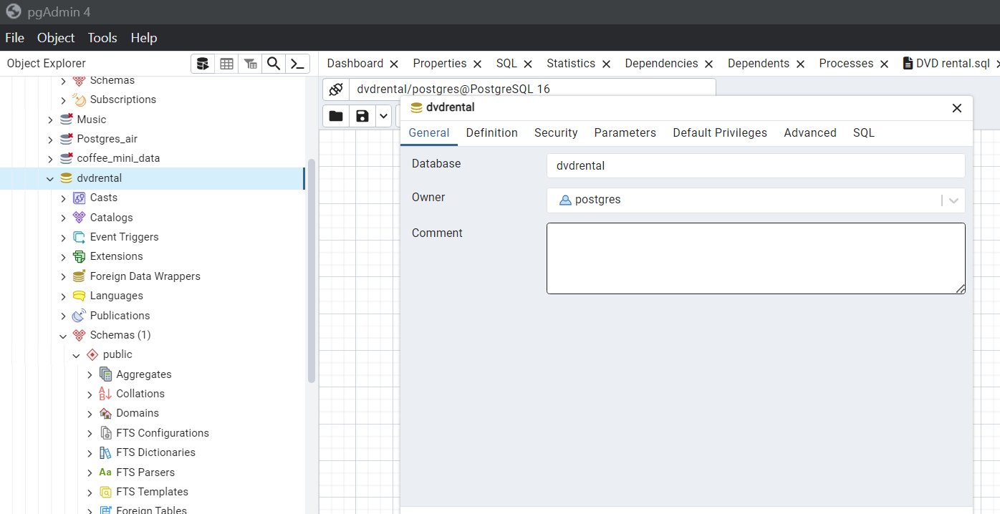 pgAdmin 4
File Object Tools Help
Object Explorer
Dashboard Properties SQL Statistics Dependencies Dependents Processes DVD rental.sql
dvdrental/postgres@PostgreSQL 16
Schemas
Subscriptions
Music
Postgres_air
coffee_mini_data
dvdrental
Casts
Catalogs
Event Triggers
Extensions
Foreign Data Wrappers
Languages
Publications
Schemas (1)
public
Aggregates
Collations
Domains
FTS Configurations
FTS Dictionaries
Aa FTS Parsers
FTS Templates
Foreign Tables
dvdrental
General Definition Security Parameters Default Privileges Advanced SQL
Database dvdrental
Owner postgres
Comment